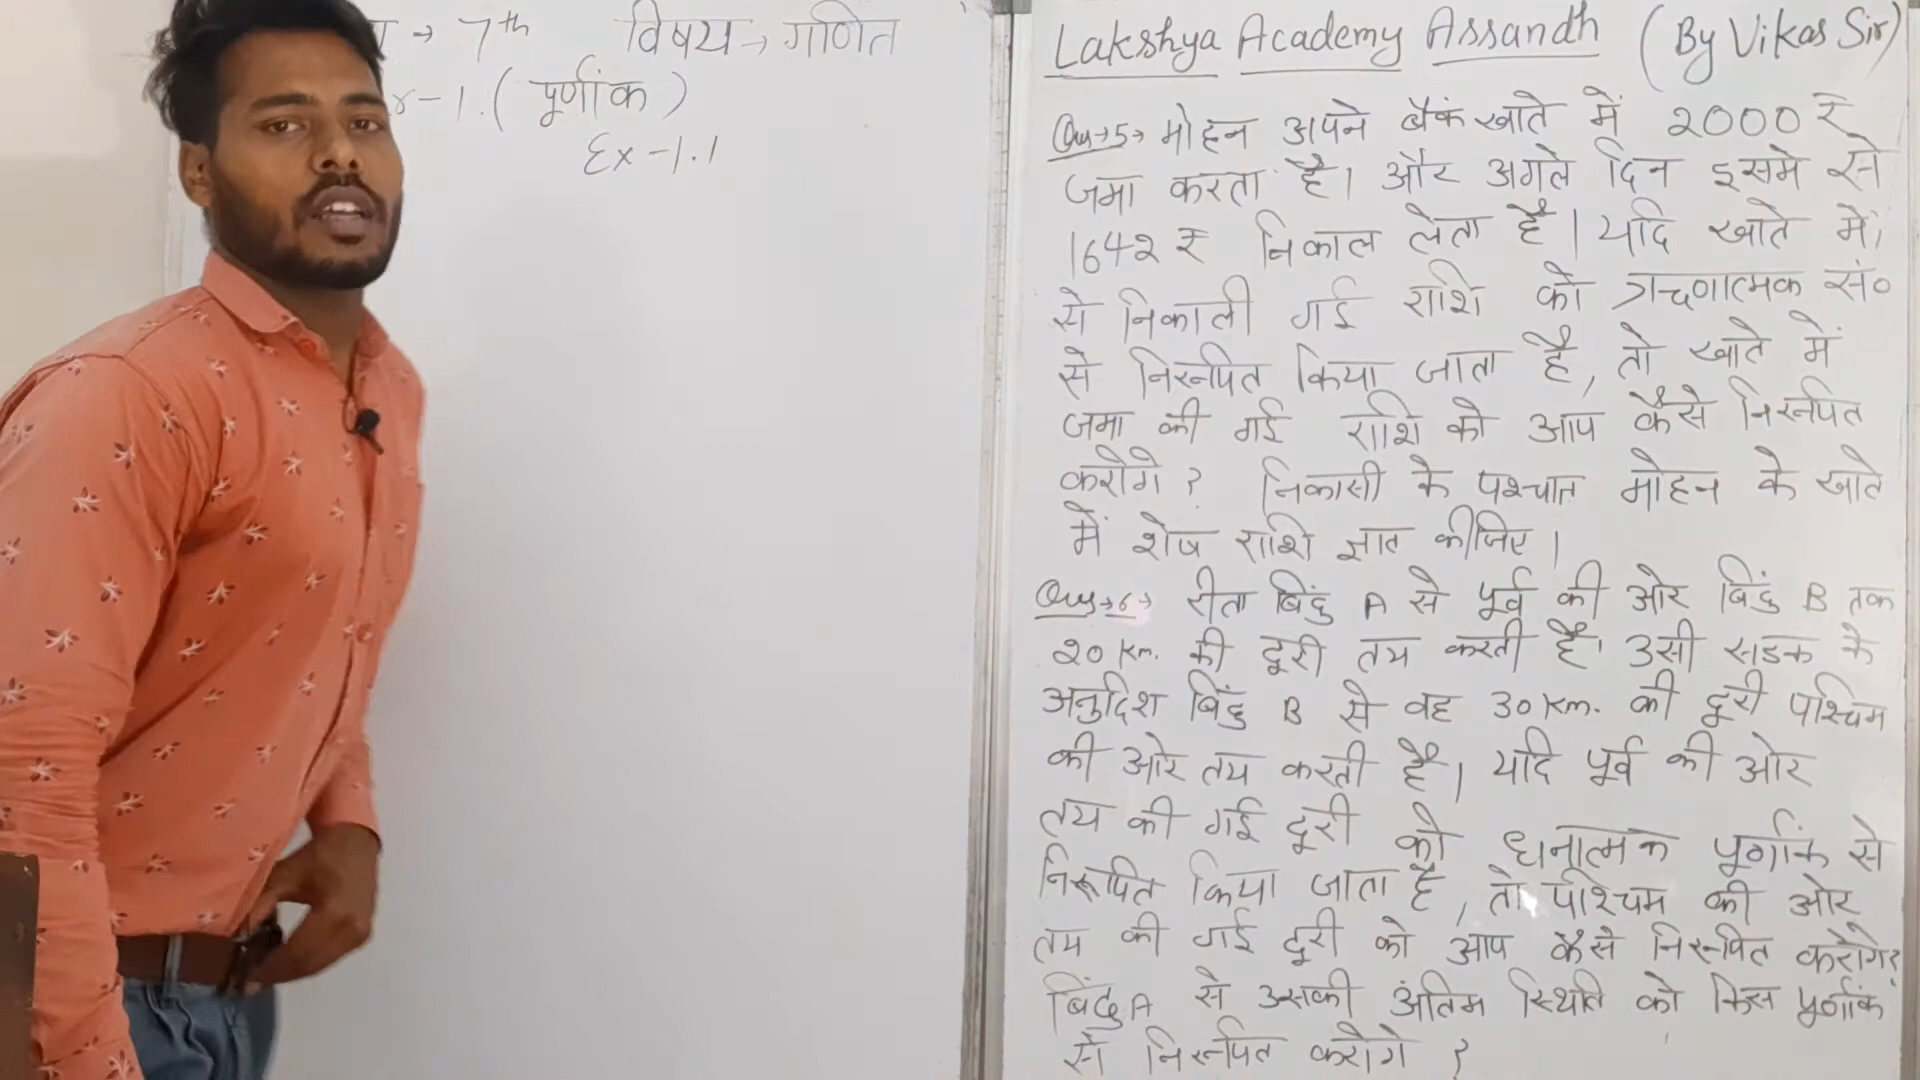 → 7th विषय → गणित
-1. ( पूर्णांक )
Ex-1.1
Lakshya Academy Assandh (By Vikas Sir)
Que→5→ मोहन अपने बैंक खाते में 2000 ₹
जमा करता है। और अगले दिन इसमे से
1642 ₹ निकाल लेता है। यदि खाते में
से निकाली गई राशि को ऋणात्मक सं०
से निरूपित किया जाता है, तो खाते में
जमा की गई राशि को आप कैसे निरूपित
करोगे ? निकासी के पश्चात मोहन के खाते
में शेष राशि ज्ञात कीजिए।
Que→6→ रीता बिंदु A से पूर्व की ओर बिंदु B तक
20 Km. की दूरी तय करती है। उसी सड़क के
अनुदिश बिंदु B से वह 30 Km. की दूरी पश्चिम
की ओर तय करती है। यदि पूर्व की ओर
तय की गई दूरी को धनात्मक पूर्णांक से
निरूपित किया जाता है, तो पश्चिम की ओर
तय की गई दूरी को आप कैसे निरूपित करोगे?
बिंदु A से उसकी अंतिम स्थिति को किस पूर्णांक
से निरूपित करोगे ?